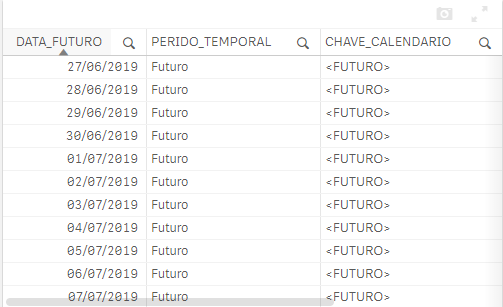 DATA_FUTURO PERIDO_TEMPORAL CHAVE_CALENDARIO
27/06/2019 Futuro <FUTURO>
28/06/2019 Futuro <FUTURO>
29/06/2019 Futuro <FUTURO>
30/06/2019 Futuro <FUTURO>
01/07/2019 Futuro <FUTURO>
02/07/2019 Futuro <FUTURO>
03/07/2019 Futuro <FUTURO>
04/07/2019 Futuro <FUTURO>
05/07/2019 Futuro <FUTURO>
06/07/2019 Futuro <FUTURO>
07/07/2019 Futuro <FUTURO>